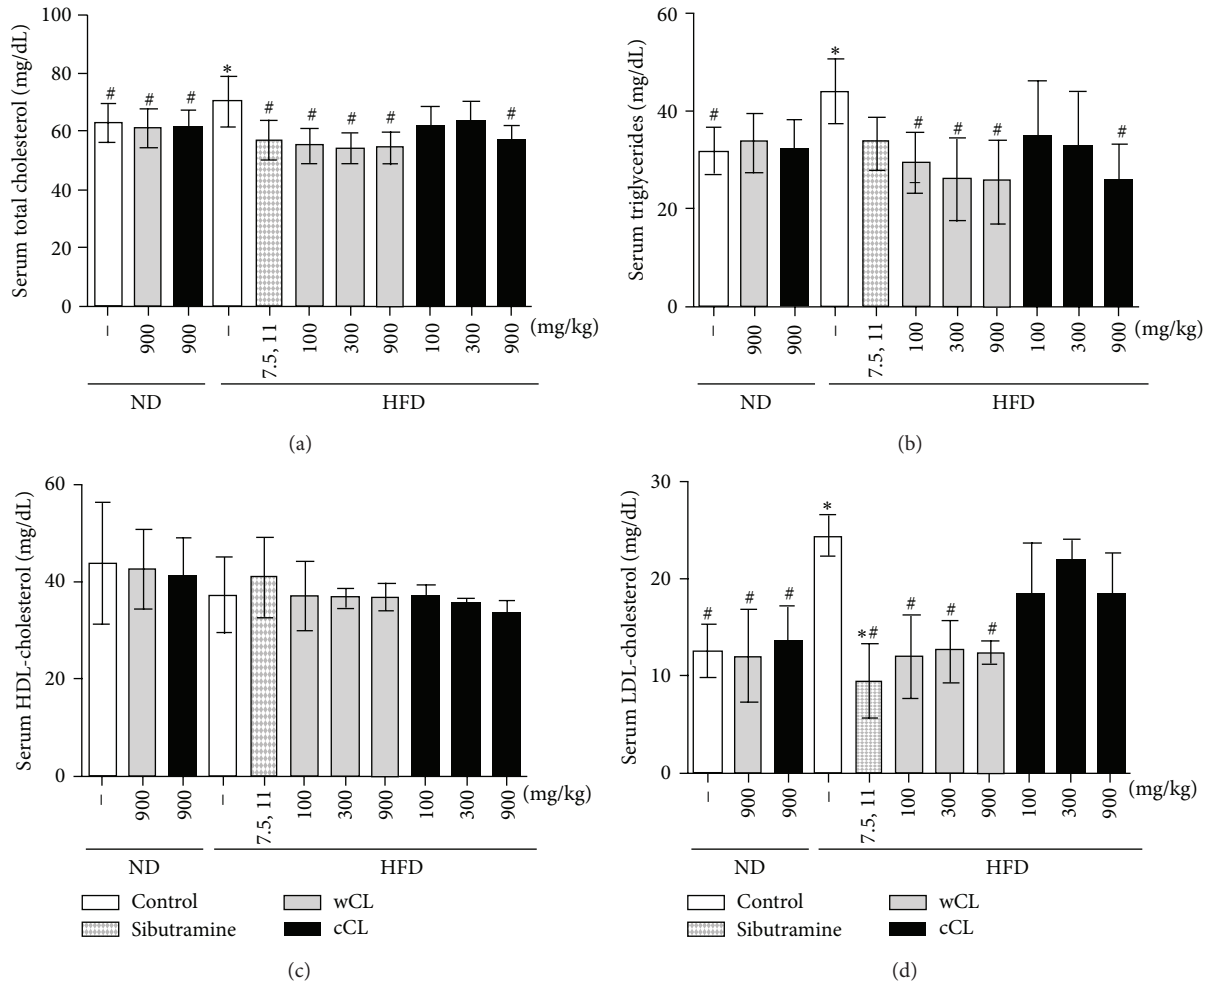 Serum total cholesterol (mg/dL)
100
80
60
40
20
0
# # # * # # # # #
– 900 900 – 7.5, 11 100 300 900 100 300 900 (mg/kg)
ND HFD
(a)
Serum triglycerides (mg/dL)
60
40
20
0
# * # # # #
– 900 900 – 7.5, 11 100 300 900 100 300 900 (mg/kg)
ND HFD
(b)
Serum HDL-cholesterol (mg/dL)
60
40
20
0
– 900 900 – 7.5, 11 100 300 900 100 300 900 (mg/kg)
ND HFD
Control wCL
Sibutramine cCL
(c)
Serum LDL-cholesterol (mg/dL)
30
20
10
0
# # # * *# # # #
– 900 900 – 7.5, 11 100 300 900 100 300 900 (mg/kg)
ND HFD
Control wCL
Sibutramine cCL
(d)